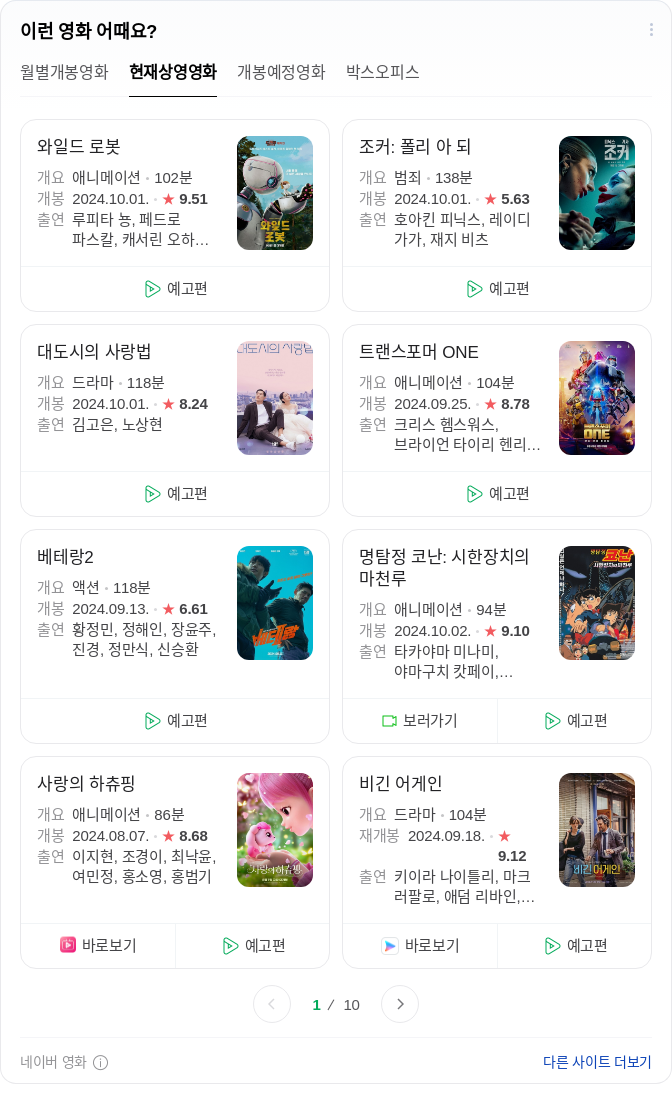 이런 영화 어때요?
월별개봉영화 현재상영영화 개봉예정영화 박스오피스
와일드 로봇
개요 애니메이션 102분
개봉 2024.10.01. ★ 9.51
출연 루피타 뇽, 페드로
파스칼, 캐서린 오하...
와일드
로봇
예고편
조커: 폴리 아 되
개요 범죄 138분
개봉 2024.10.01. ★ 5.63
출연 호아킨 피닉스, 레이디
가가, 재지 비츠
조커
예고편
대도시의 사랑법
개요 드라마 118분
개봉 2024.10.01. ★ 8.24
출연 김고은, 노상현
대도시의 사랑법
예고편
트랜스포머 ONE
개요 애니메이션 104분
개봉 2024.09.25. ★ 8.78
출연 크리스 헴스워스,
브라이언 타이리 헨리...
트랜스포머
ONE
예고편
베테랑2
개요 액션 118분
개봉 2024.09.13. ★ 6.61
출연 황정민, 정해인, 장윤주,
진경, 정만식, 신승환
베테랑
예고편
명탐정 코난: 시한장치의
마천루
개요 애니메이션 94분
개봉 2024.10.02. ★ 9.10
출연 타카야마 미나미,
야마구치 캇페이,...
명탐정
코난
시한장치의 마천루
보러가기 예고편
사랑의 하츄핑
개요 애니메이션 86분
개봉 2024.08.07. ★ 8.68
출연 이지현, 조경이, 최낙윤,
여민정, 홍소영, 홍범기
사랑의 하츄핑
바로보기 예고편
비긴 어게인
개요 드라마 104분
재개봉 2024.09.18. ★
9.12
출연 키이라 나이틀리, 마크
러팔로, 애덤 리바인,...
비긴 어게인
바로보기 예고편
1 / 10
네이버 영화 다른 사이트 더보기